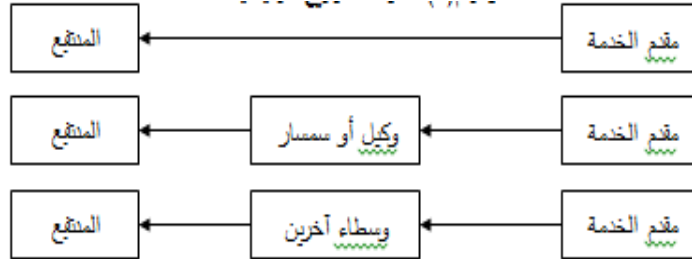 مقدم الخدمة المنتفع
مقدم الخدمة وكيل أو سمسار المنتفع
مقدم الخدمة وسطاء آخرين المنتفع